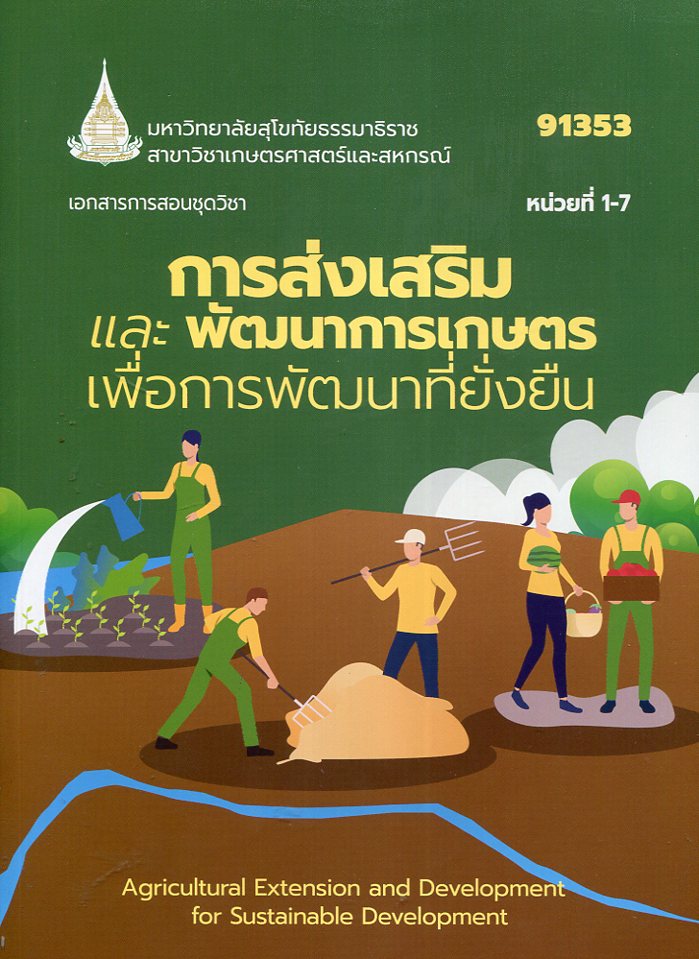 มหาวิทยาลัยสุโขทัยธรรมาธิราช
สาขาวิชาเกษตรศาสตร์และสหกรณ์
91353
เอกสารการสอนชุดวิชา
หน่วยที่ 1-7
การส่งเสริม
และ พัฒนาการเกษตร
เพื่อการพัฒนาที่ยั่งยืน
Agricultural Extension and Development
for Sustainable Development